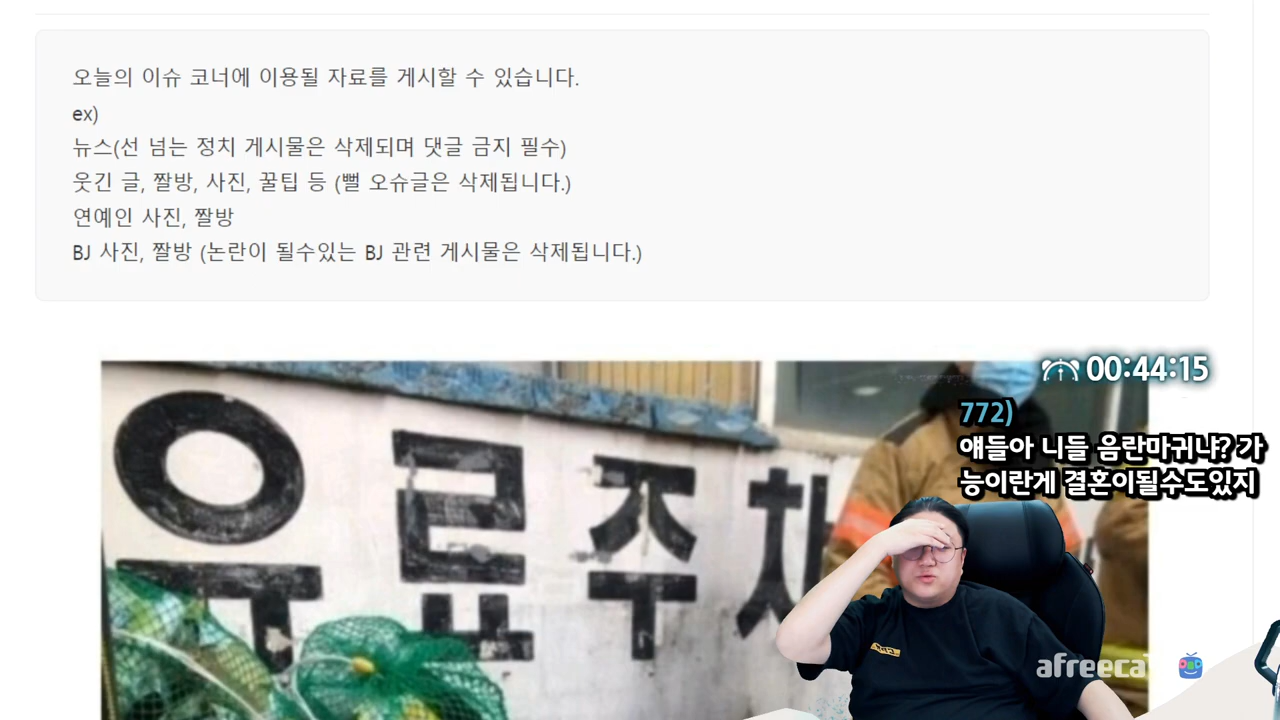 오늘의 이슈 코너에 이용될 자료를 게시할 수 있습니다.
ex)
뉴스(선 넘는 정치 게시물은 삭제되며 댓글 금지 필수)
웃긴 글, 짤방, 사진, 꿀팁 등 (뻘 오슈글은 삭제됩니다.)
연예인 사진, 짤방
BJ 사진, 짤방 (논란이 될수있는 BJ 관련 게시물은 삭제됩니다.)
00:44:15
772)
얘들아 니들 음란마귀냐? 가
능이란게 결혼이될수도있지
유료주차
afreeca